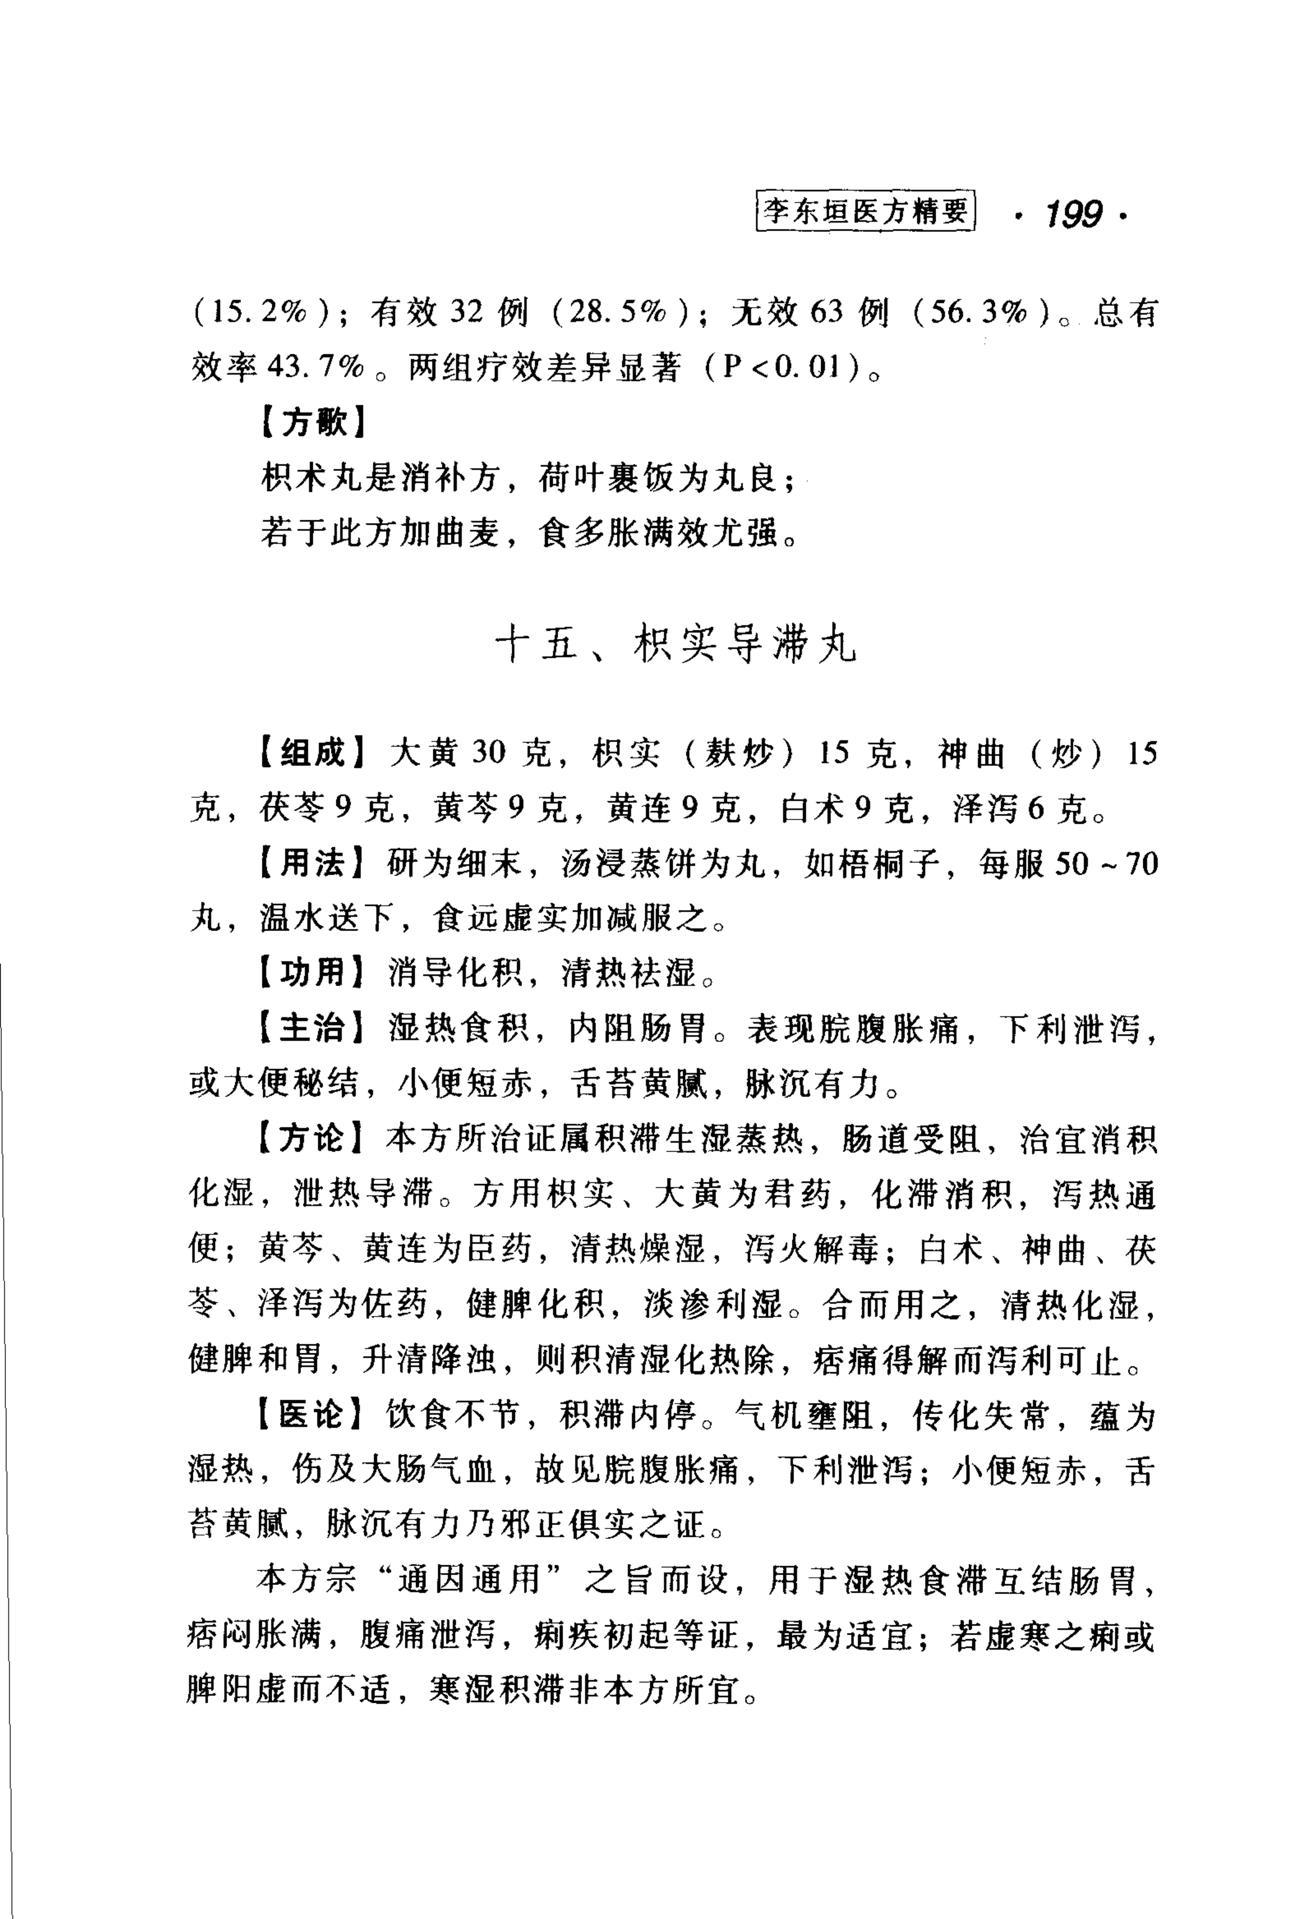 李东垣医方精要 · 199 ·
(15.2%)；有效 32 例（28.5%）；无效 63 例（56.3%）。总有
效率 43.7%。两组疗效差异显著（P<0.01）。
【方歌】
枳术丸是消补方，荷叶裹饭为丸良；
若于此方加曲麦，食多胀满效尤强。
十五、枳实导滞丸
【组成】大黄 30 克，枳实（麸炒）15 克，神曲（炒）15
克，茯苓 9 克，黄芩 9 克，黄连 9 克，白术 9 克，泽泻 6 克。
【用法】研为细末，汤浸蒸饼为丸，如梧桐子，每服 50～70
丸，温水送下，食远虚实加减服之。
【功用】消导化积，清热祛湿。
【主治】湿热食积，内阻肠胃。表现脘腹胀痛，下利泄泻，
或大便秘结，小便短赤，舌苔黄腻，脉沉有力。
【方论】本方所治证属积滞生湿蒸热，肠道受阻，治宜消积
化湿，泄热导滞。方用枳实、大黄为君药，化滞消积，泻热通
便；黄芩、黄连为臣药，清热燥湿，泻火解毒；白术、神曲、茯
苓、泽泻为佐药，健脾化积，淡渗利湿。合而用之，清热化湿，
健脾和胃，升清降浊，则积清湿化热除，痞痛得解而泻利可止。
【医论】饮食不节，积滞内停。气机壅阻，传化失常，蕴为
湿热，伤及大肠气血，故见脘腹胀痛，下利泄泻；小便短赤，舌
苔黄腻，脉沉有力乃邪正俱实之证。
本方宗“通因通用”之旨而设，用于湿热食滞互结肠胃、
痞闷胀满，腹痛泄泻，痢疾初起等证，最为适宜；若虚寒之痢或
脾阳虚而不适，寒湿积滞非本方所宜。